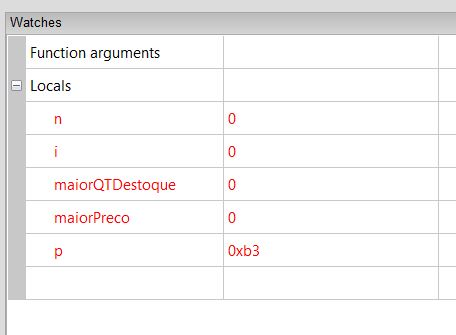 Watches
Function arguments
Locals
n 0
i 0
maiorQTDestoque 0
maiorPreco 0
p 0xb3